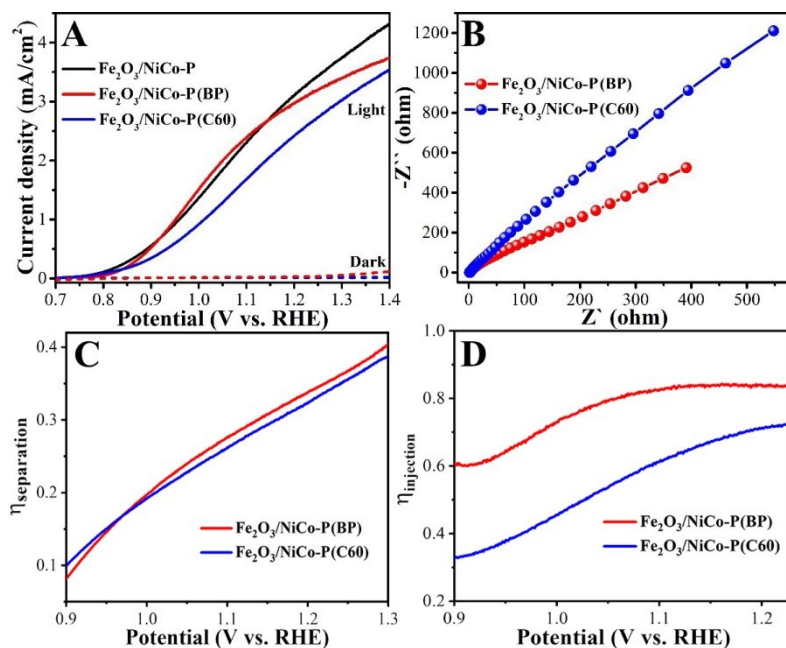 A
Current density (mA/cm²)
4
3
2
1
0
Fe₂O₃/NiCo-P
Fe₂O₃/NiCo-P(BP)
Fe₂O₃/NiCo-P(C60)
Light
Dark
0.7 0.8 0.9 1.0 1.1 1.2 1.3 1.4
Potential (V vs. RHE)
B
-Z`` (ohm)
1200
1000
800
600
400
200
0
Fe₂O₃/NiCo-P(BP)
Fe₂O₃/NiCo-P(C60)
0 100 200 300 400 500
Z` (ohm)
C
ηseparation
0.4
0.3
0.2
0.1
Fe₂O₃/NiCo-P(BP)
Fe₂O₃/NiCo-P(C60)
0.9 1.0 1.1 1.2 1.3
Potential (V vs. RHE)
D
ηinjection
1.0
0.8
0.6
0.4
0.2
Fe₂O₃/NiCo-P(BP)
Fe₂O₃/NiCo-P(C60)
0.9 1.0 1.1 1.2
Potential (V vs. RHE)